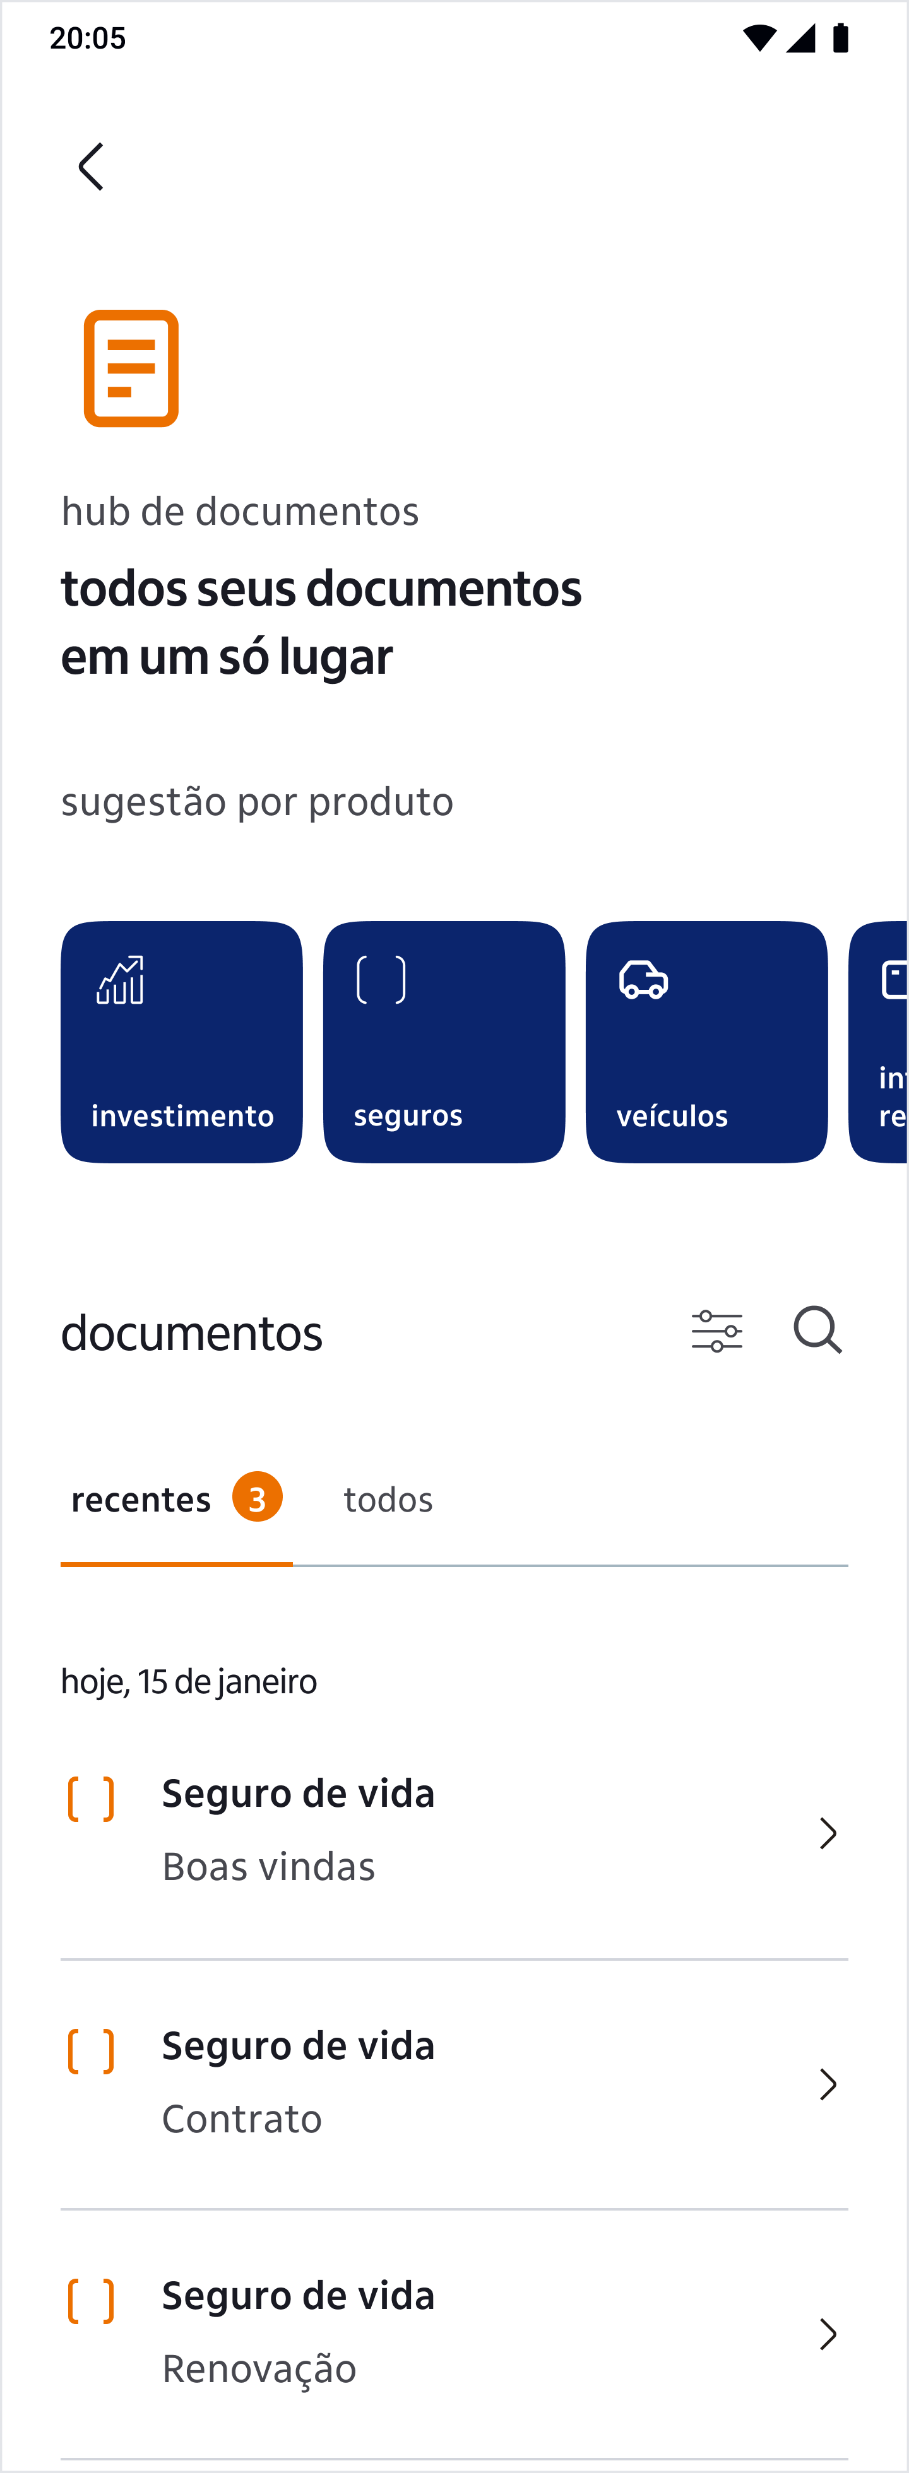 20:05
hub de documentos
todos seus documentos
em um só lugar
sugestão por produto
investimento
seguros
veículos
documentos
recentes 3 todos
hoje, 15 de janeiro
Seguro de vida
Boas vindas
Seguro de vida
Contrato
Seguro de vida
Renovação